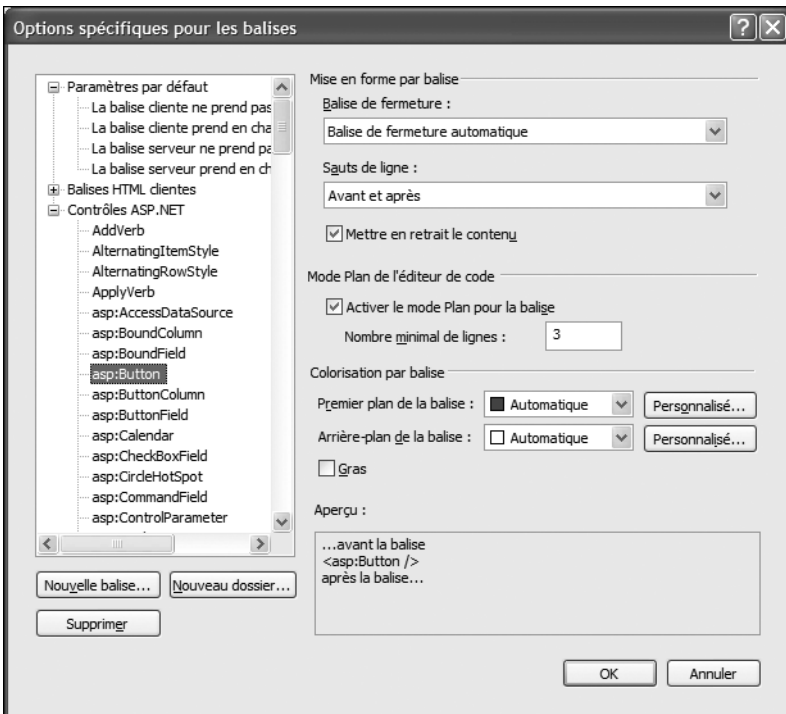 Options spécifiques pour les balises
Paramètres par défaut
La balise cliente ne prend pas
La balise cliente prend en cha
La balise serveur ne prend pa
La balise serveur prend en ch
Balises HTML clientes
Contrôles ASP.NET
AddVerb
AlternatingItemStyle
AlternatingRowStyle
ApplyVerb
asp:AccessDataSource
asp:BoundColumn
asp:BoundField
asp:Button
asp:ButtonColumn
asp:ButtonField
asp:Calendar
asp:CheckBoxField
asp:CircleHotSpot
asp:CommandField
asp:ControlParameter
Nouvelle balise...
Nouveau dossier...
Supprimer
Mise en forme par balise
Balise de fermeture :
Balise de fermeture automatique
Sauts de ligne :
Avant et après
Mettre en retrait le contenu
Mode Plan de l'éditeur de code
Activer le mode Plan pour la balise
Nombre minimal de lignes : 3
Colorisation par balise
Premier plan de la balise : Automatique Personnalisé...
Arrière-plan de la balise : Automatique Personnalisé...
Gras
Aperçu :
...avant la balise
<asp:Button />
après la balise...
OK Annuler